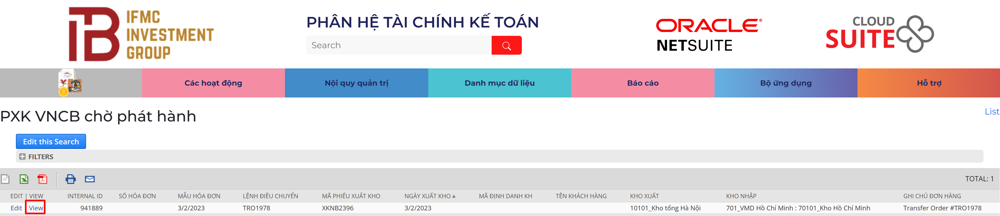 IFMC
INVESTMENT
GROUP
PHÂN HỆ TÀI CHÍNH KẾ TOÁN
Search
ORACLE®
NETSUITE
CLOUD
SUITE
Các hoạt động
Nội quy quản trị
Danh mục dữ liệu
Báo cáo
Bộ ứng dụng
Hỗ trợ
PXK VNCB chờ phát hành
List
Edit this Search
FILTERS
TOTAL: 1
EDIT | VIEW INTERNAL ID SỐ HÓA ĐƠN MẪU HÓA ĐƠN LỆNH ĐIỀU CHUYỂN MÃ PHIẾU XUẤT KHO NGÀY XUẤT KHO MÃ ĐỊNH DANH KH TÊN KHÁCH HÀNG KHO XUẤT KHO NHẬP GHI CHÚ ĐƠN HÀNG
Edit View 941889 3/2/2023 TRO1978 XKNB2396 3/2/2023 10101_Kho tổng Hà Nội 701_VMD Hồ Chí Minh : 70101_Kho Hồ Chí Minh Transfer Order #TRO1978